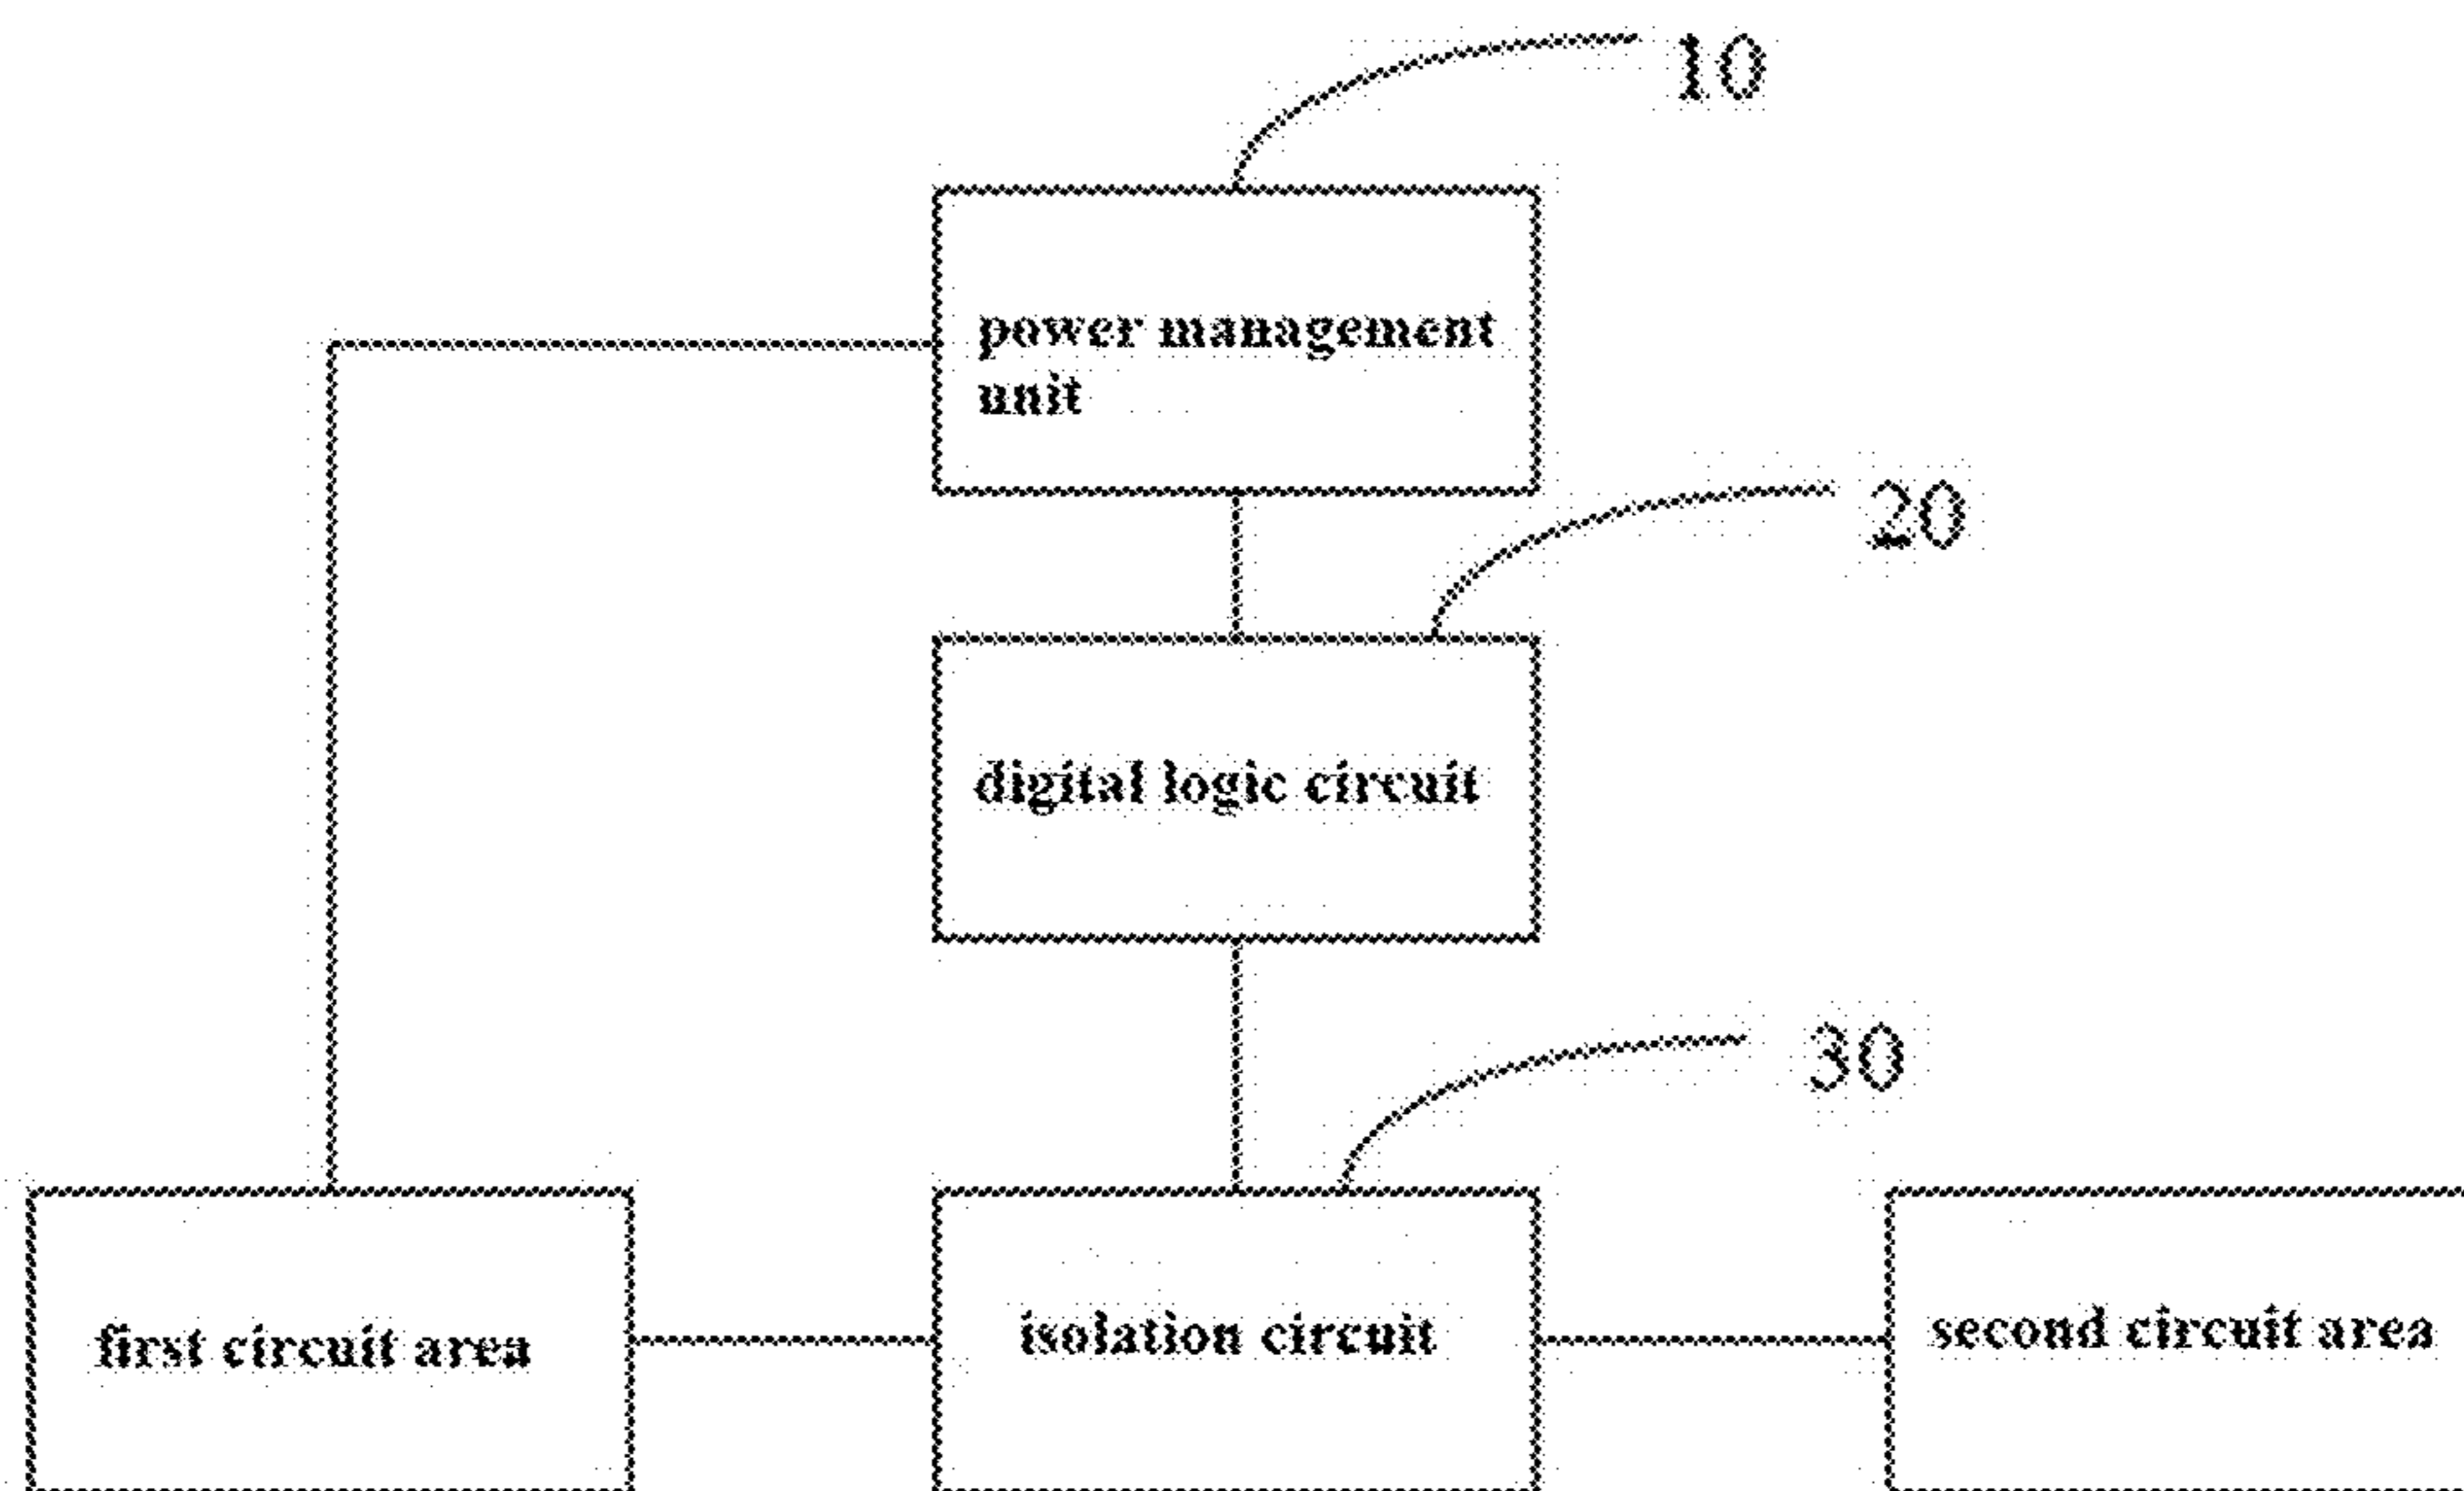 10
power management
unit
20
digital logic circuit
30
first circuit area
isolation circuit
second circuit area